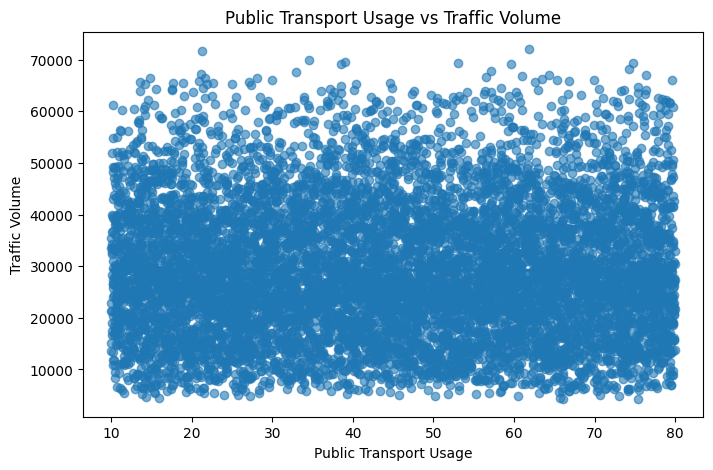 Public Transport Usage vs Traffic Volume
Traffic Volume
70000
60000
50000
40000
30000
20000
10000
10 20 30 40 50 60 70 80
Public Transport Usage